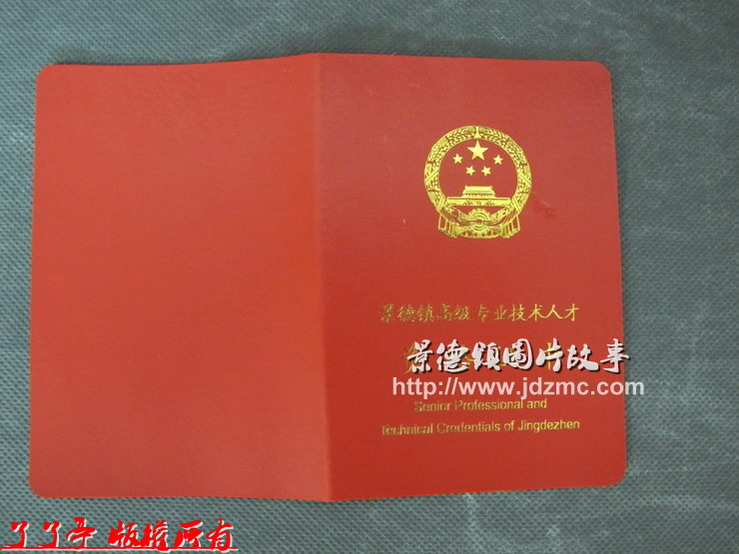 景德镇高级专业技术人才
景德镇图片故事
http://www.jdzmc.com
Senior Professional and
Technical Credentials of Jingdezhen
了了亭 版权所有